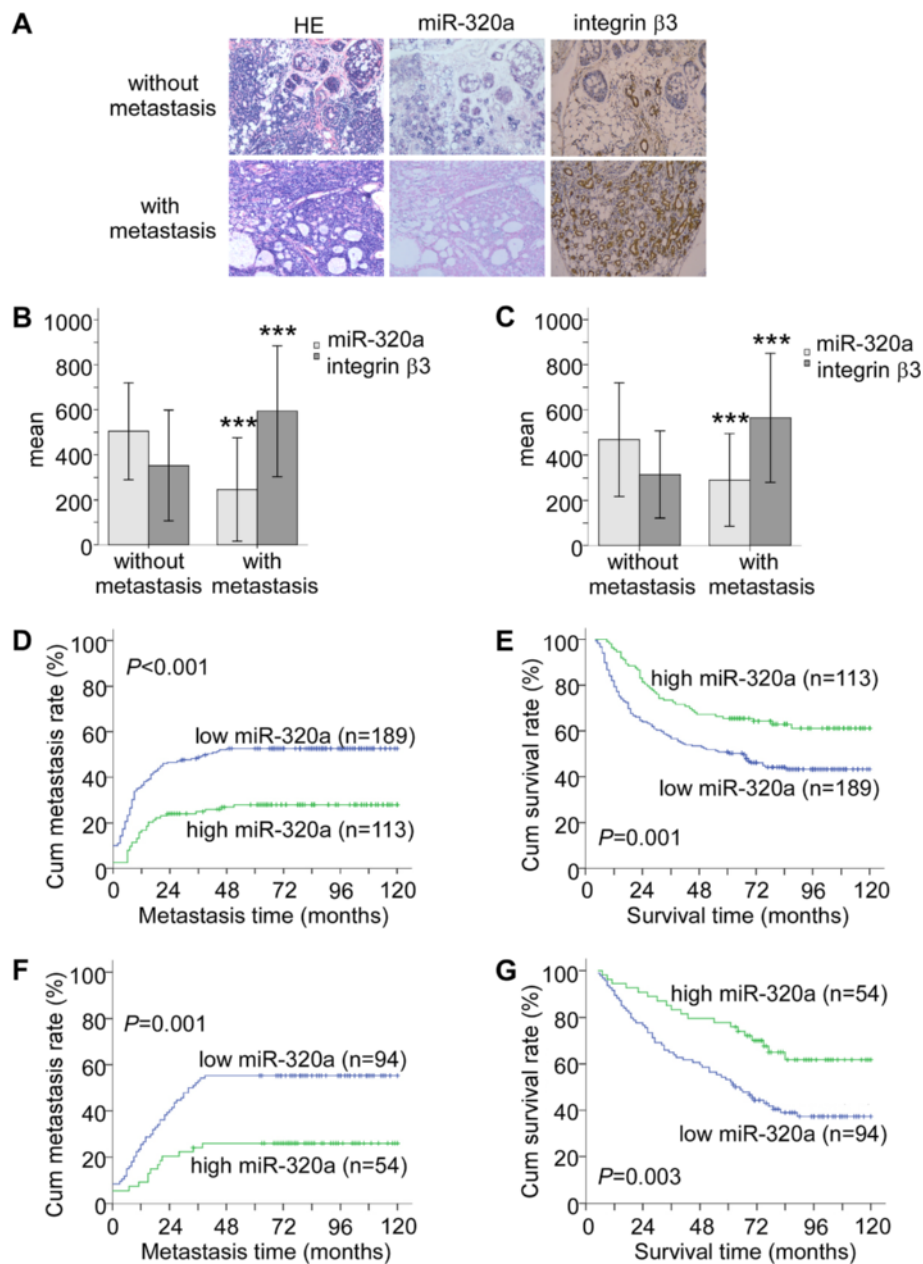 A
HE
miR-320a
integrin β3
without
metastasis
with
metastasis
B
1000
800
600
400
200
0
mean
***
***
miR-320a
integrin β3
without
metastasis
with
metastasis
C
1000
800
600
400
200
0
mean
***
***
miR-320a
integrin β3
without
metastasis
with
metastasis
D
100
80
60
40
20
0
Cum metastasis rate (%)
P<0.001
low miR-320a (n=189)
high miR-320a (n=113)
0 24 48 72 96 120
Metastasis time (months)
E
100
80
60
40
20
0
Cum survival rate (%)
high miR-320a (n=113)
low miR-320a (n=189)
P=0.001
0 24 48 72 96 120
Survival time (months)
F
100
80
60
40
20
0
Cum metastasis rate (%)
P=0.001
low miR-320a (n=94)
high miR-320a (n=54)
0 24 48 72 96 120
Metastasis time (months)
G
100
80
60
40
20
0
Cum survival rate (%)
high miR-320a (n=54)
low miR-320a (n=94)
P=0.003
0 24 48 72 96 120
Survival time (months)